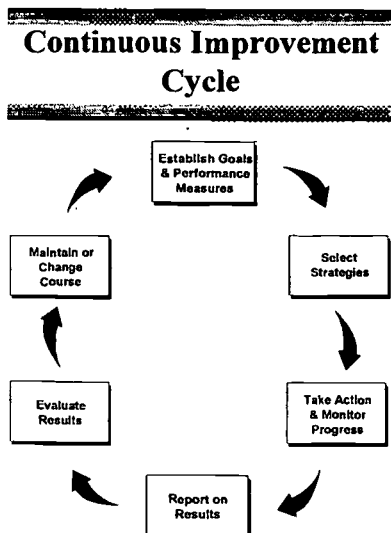 Continuous Improvement
Cycle
Establish Goals
& Performance
Measures
Select
Strategies
Take Action
& Monitor
Progress
Report on
Results
Evaluate
Results
Maintain or
Change
Course